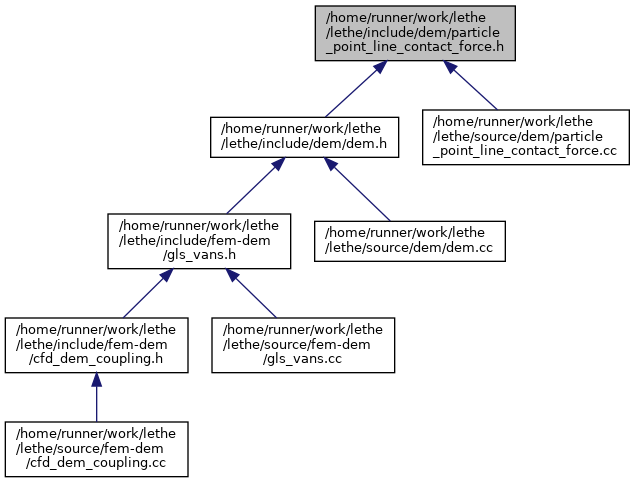 /home/runner/work/lethe
/lethe/include/dem/particle
_point_line_contact_force.h
/home/runner/work/lethe
/lethe/include/dem/dem.h
/home/runner/work/lethe
/lethe/source/dem/particle
_point_line_contact_force.cc
/home/runner/work/lethe
/lethe/include/fem-dem
/gls_vans.h
/home/runner/work/lethe
/lethe/source/dem/dem.cc
/home/runner/work/lethe
/lethe/include/fem-dem
/cfd_dem_coupling.h
/home/runner/work/lethe
/lethe/source/fem-dem
/gls_vans.cc
/home/runner/work/lethe
/lethe/source/fem-dem
/cfd_dem_coupling.cc